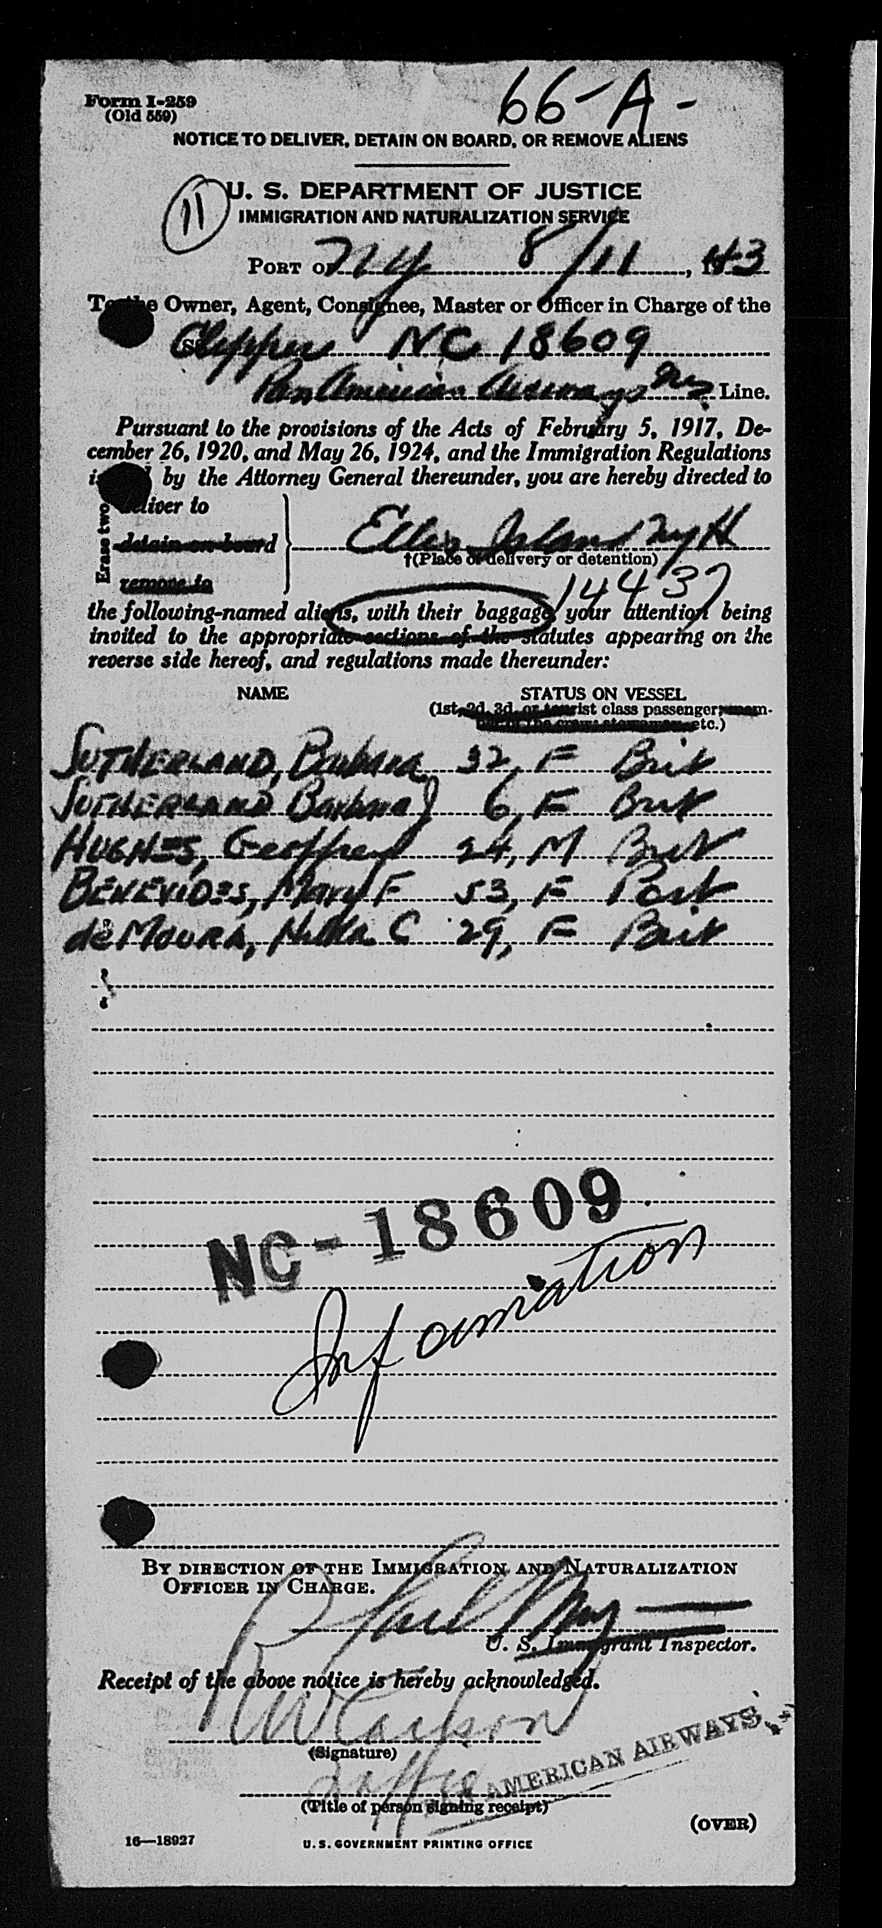 Form I-259
(Old 559)
66-A-
NOTICE TO DELIVER, DETAIN ON BOARD, OR REMOVE ALIENS
U. S. DEPARTMENT OF JUSTICE
11
IMMIGRATION AND NATURALIZATION SERVICE
PORT OF NY 8/11, 43
To the Owner, Agent, Consignee, Master or Officer in Charge of the
Clipper NC 18609
Pan American Airways Inc Line.
Pursuant to the provisions of the Acts of February 5, 1917, De-
cember 26, 1920, and May 26, 1924, and the Immigration Regulations
by the Attorney General thereunder, you are hereby directed to
Erase two
deliver to
detain on board
remove to
Ellis Island NYH
†(Place of delivery or detention)
14437
the following-named aliens, with their baggage, your attention being
invited to the appropriate sections of the statutes appearing on the
reverse side hereof, and regulations made thereunder:
NAME STATUS ON VESSEL
(1st, 2d, 3d, or tourist class passenger, mem-
ber of the crew, stowaway, etc.)
SUTHERLAND, Barbara 32, F Brit
SUTHERLAND Barbara J 6, F Brit
HUGHES, Geoffrey 24, M Brit
BENEVIDES, Mary F 53, F Port
de MOURA, Hilda C 29, F Brit
NC-18609
Information
BY DIRECTION OF THE IMMIGRATION AND NATURALIZATION
OFFICER IN CHARGE.
U. S. Immigrant Inspector.
Receipt of the above notice is hereby acknowledged.
(Signature)
AMERICAN AIRWAYS
(Title of person signing receipt)
(OVER)
16—18927
U. S. GOVERNMENT PRINTING OFFICE